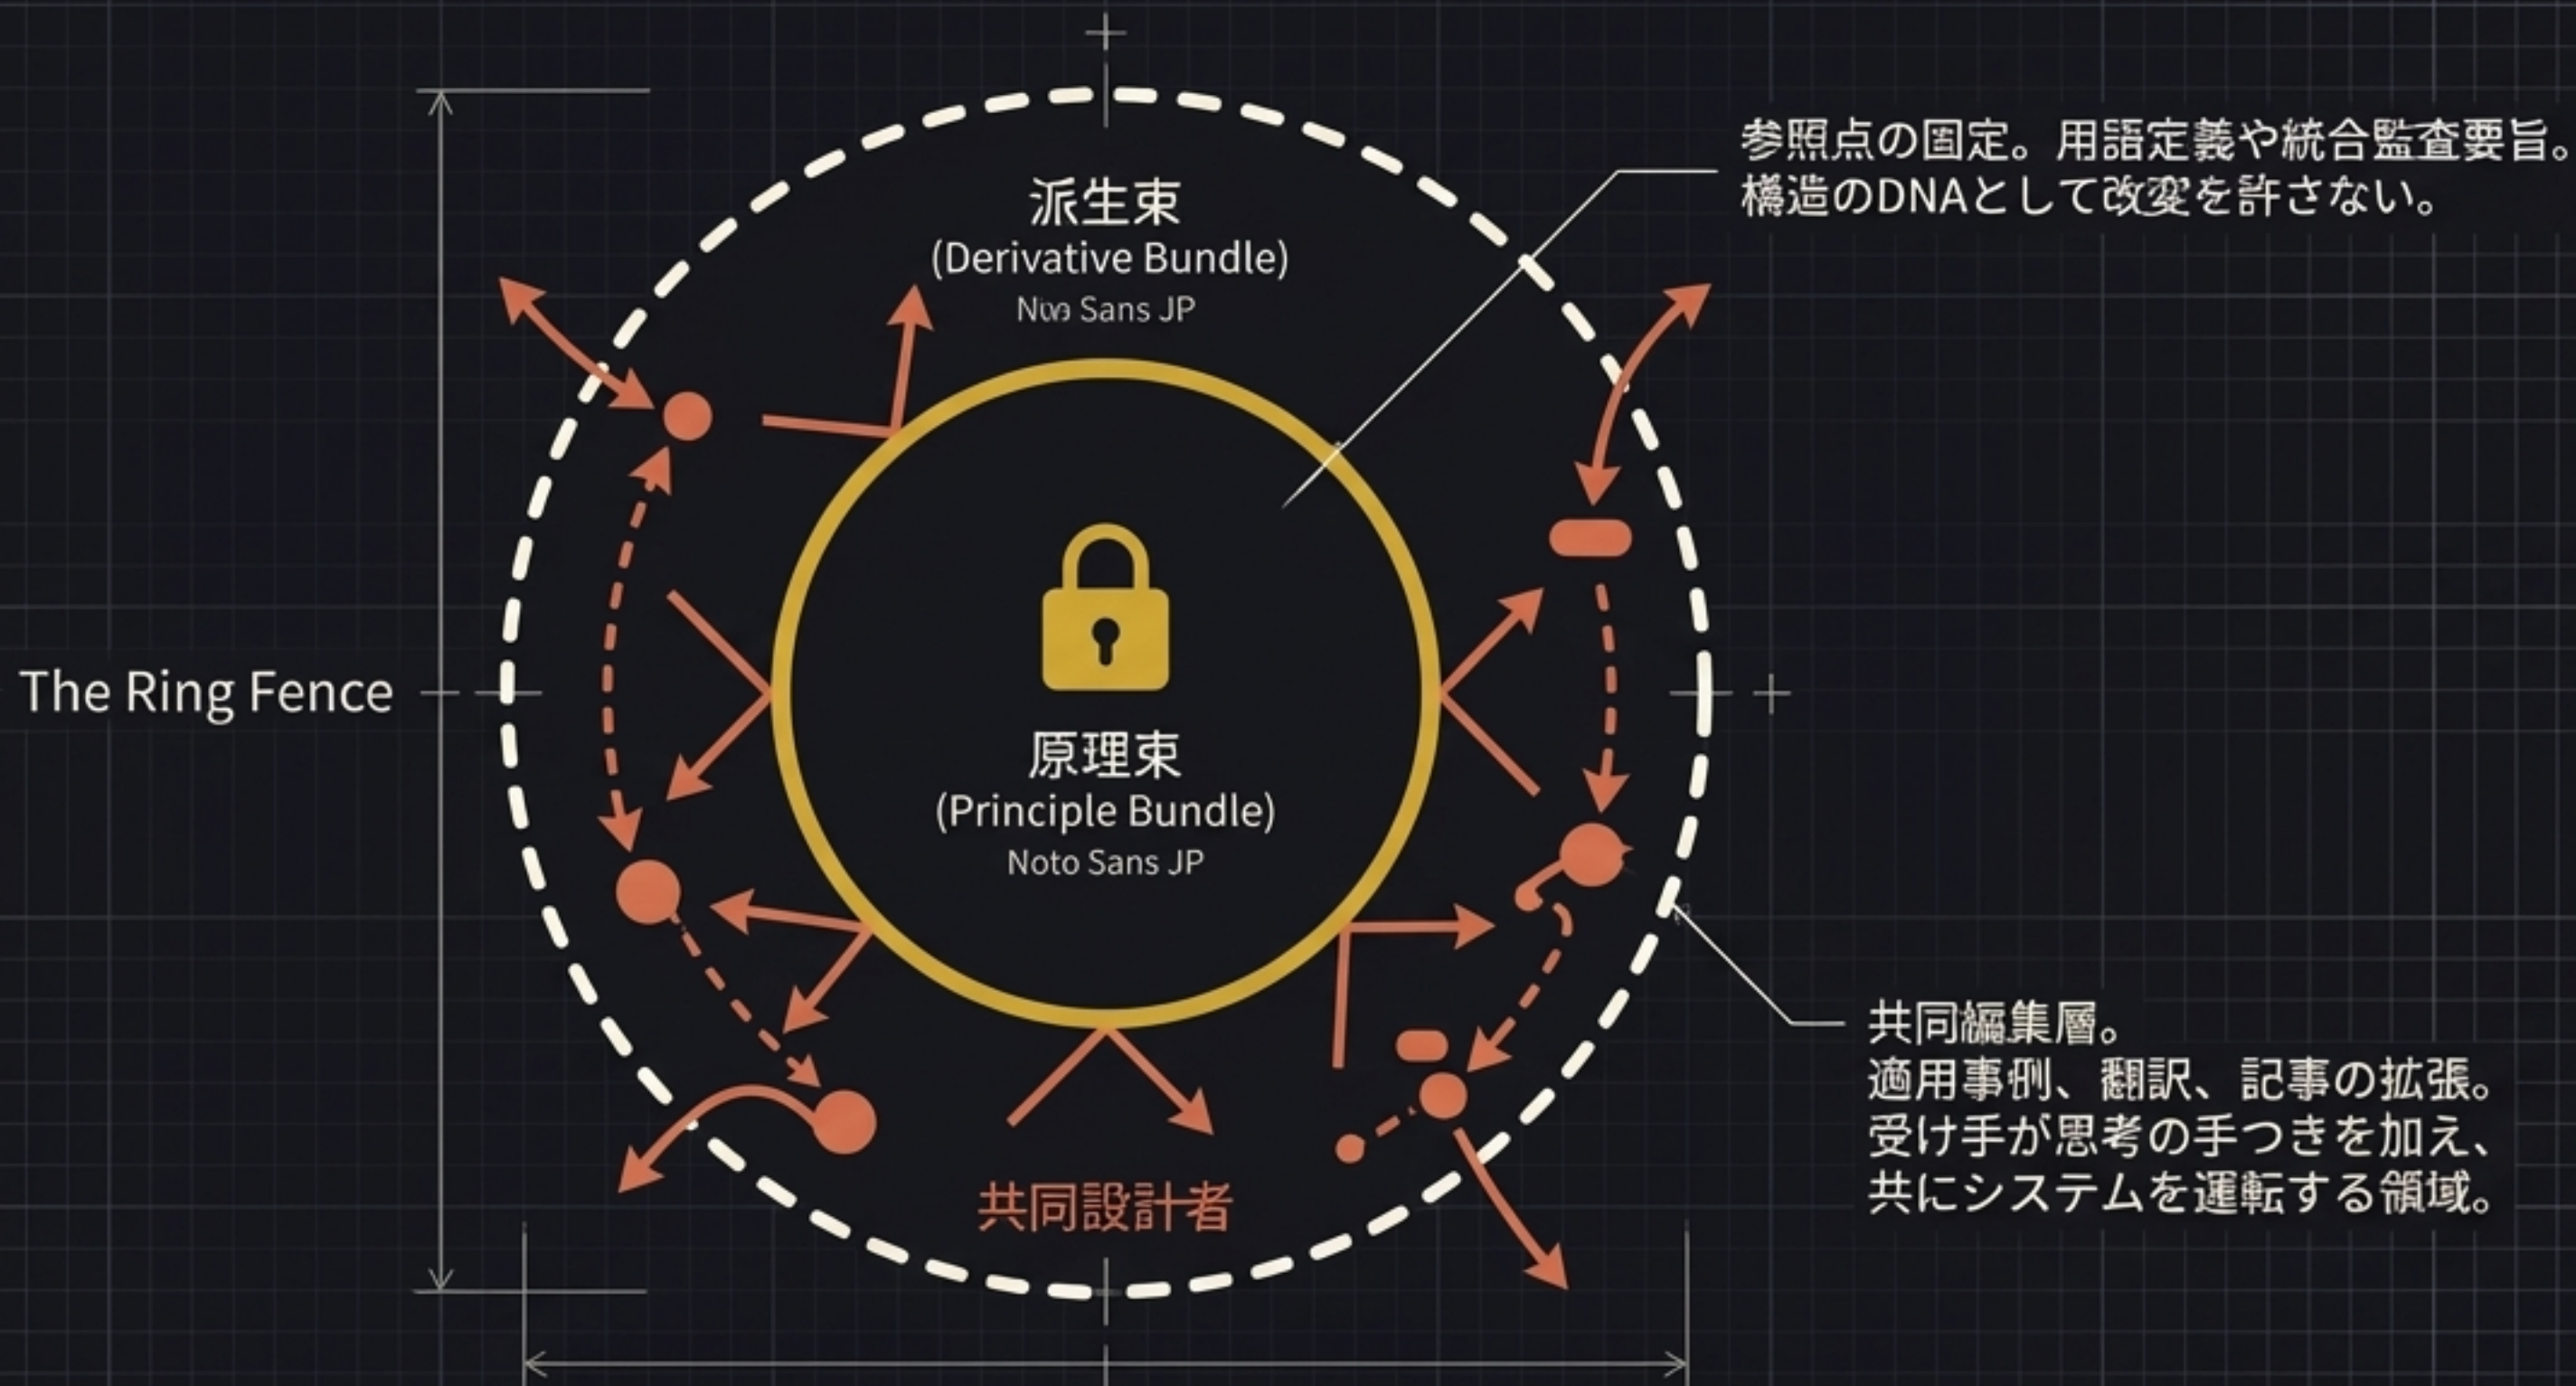 参照点の固定。用語定義や統合監査要旨。
構造のDNAとして改変を許さない。
派生束
(Derivative Bundle)
Sans JP
The Ring Fence
原理束
(Principle Bundle)
Noto Sans JP
共同編集層。
適用事例、翻訳、記事の拡張。
受け手が思考の手つきを加え、
共にシステムを運転する領域。
共同設計者